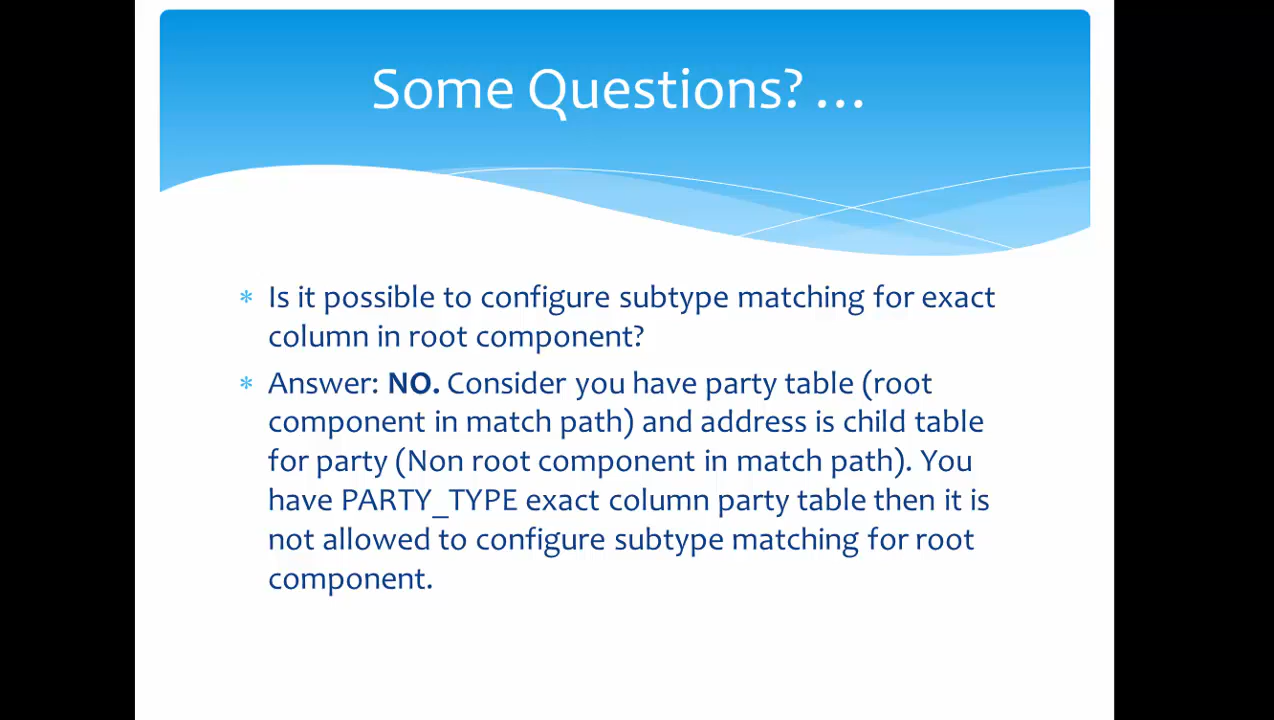 Some Questions? ...
* Is it possible to configure subtype matching for exact
column in root component?
* Answer: NO. Consider you have party table (root
component in match path) and address is child table
for party (Non root component in match path). You
have PARTY_TYPE exact column party table then it is
not allowed to configure subtype matching for root
component.